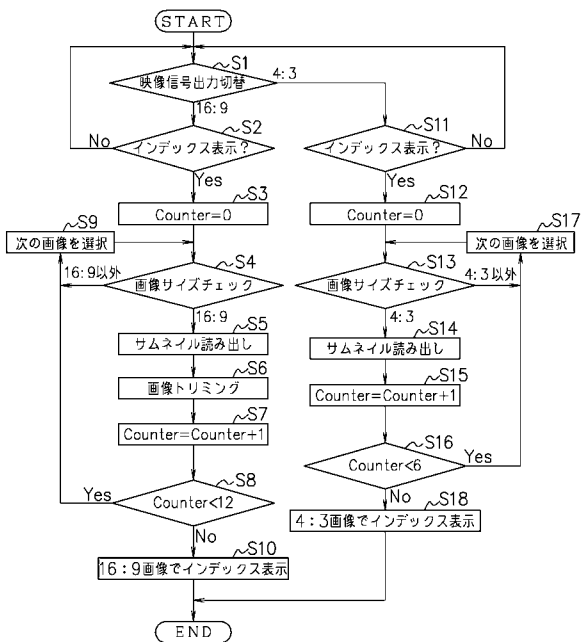 START
S1
映像信号出力切替
4:3
16:9
S2
インデックス表示?
No
Yes
S3
Counter=0
S9
次の画像を選択
S4
画像サイズチェック
16:9以外
16:9
S5
サムネイル読み出し
S6
画像トリミング
S7
Counter=Counter+1
S8
Counter<12
Yes
No
S10
16:9画像でインデックス表示
S11
インデックス表示?
No
Yes
S12
Counter=0
S17
次の画像を選択
S13
画像サイズチェック
4:3以外
4:3
S14
サムネイル読み出し
S15
Counter=Counter+1
S16
Counter<6
Yes
No
S18
4:3画像でインデックス表示
END